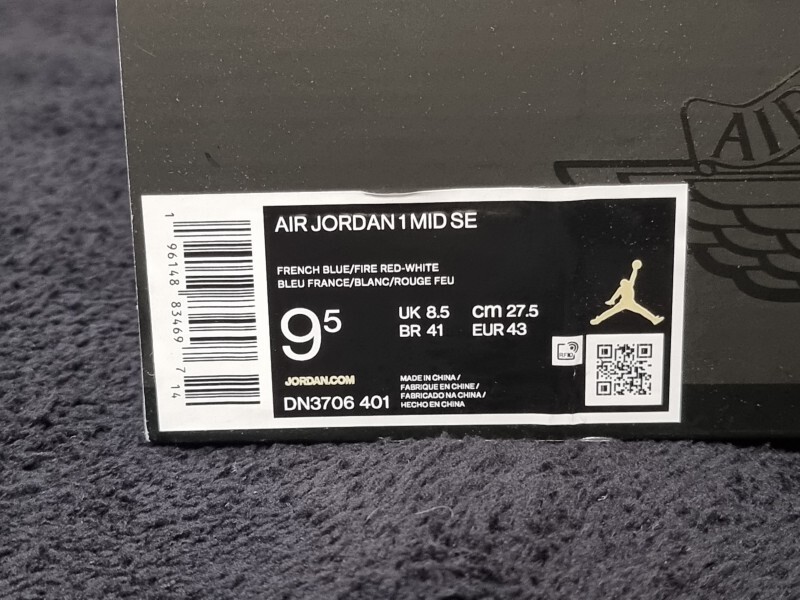 AIR
AIR JORDAN 1 MID SE
FRENCH BLUE/FIRE RED-WHITE
BLEU FRANCE/BLANC/ROUGE FEU
9⁵
UK 8.5 cm 27.5
BR 41 EUR 43
RFID
JORDAN.COM
DN3706 401
MADE IN CHINA /
FABRIQUE EN CHINE /
FABRICADO NA CHINA /
HECHO EN CHINA
1 96148 83469 7 14